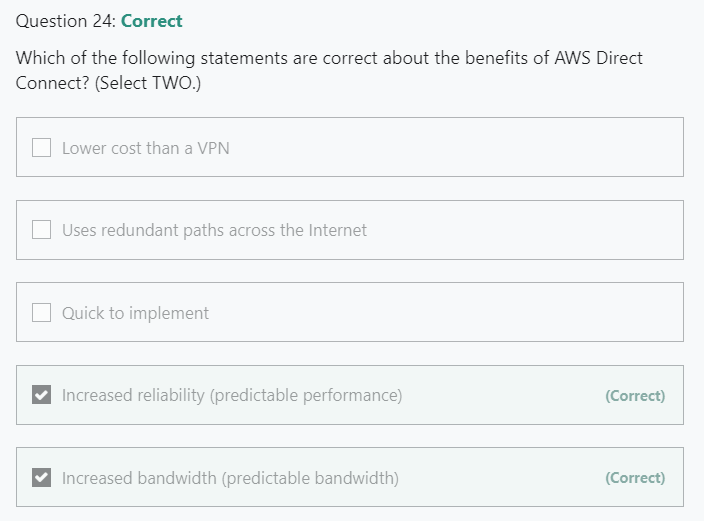 Question 24: Correct
Which of the following statements are correct about the benefits of AWS Direct
Connect? (Select TWO.)
Lower cost than a VPN
Uses redundant paths across the Internet
Quick to implement
Increased reliability (predictable performance) (Correct)
Increased bandwidth (predictable bandwidth) (Correct)